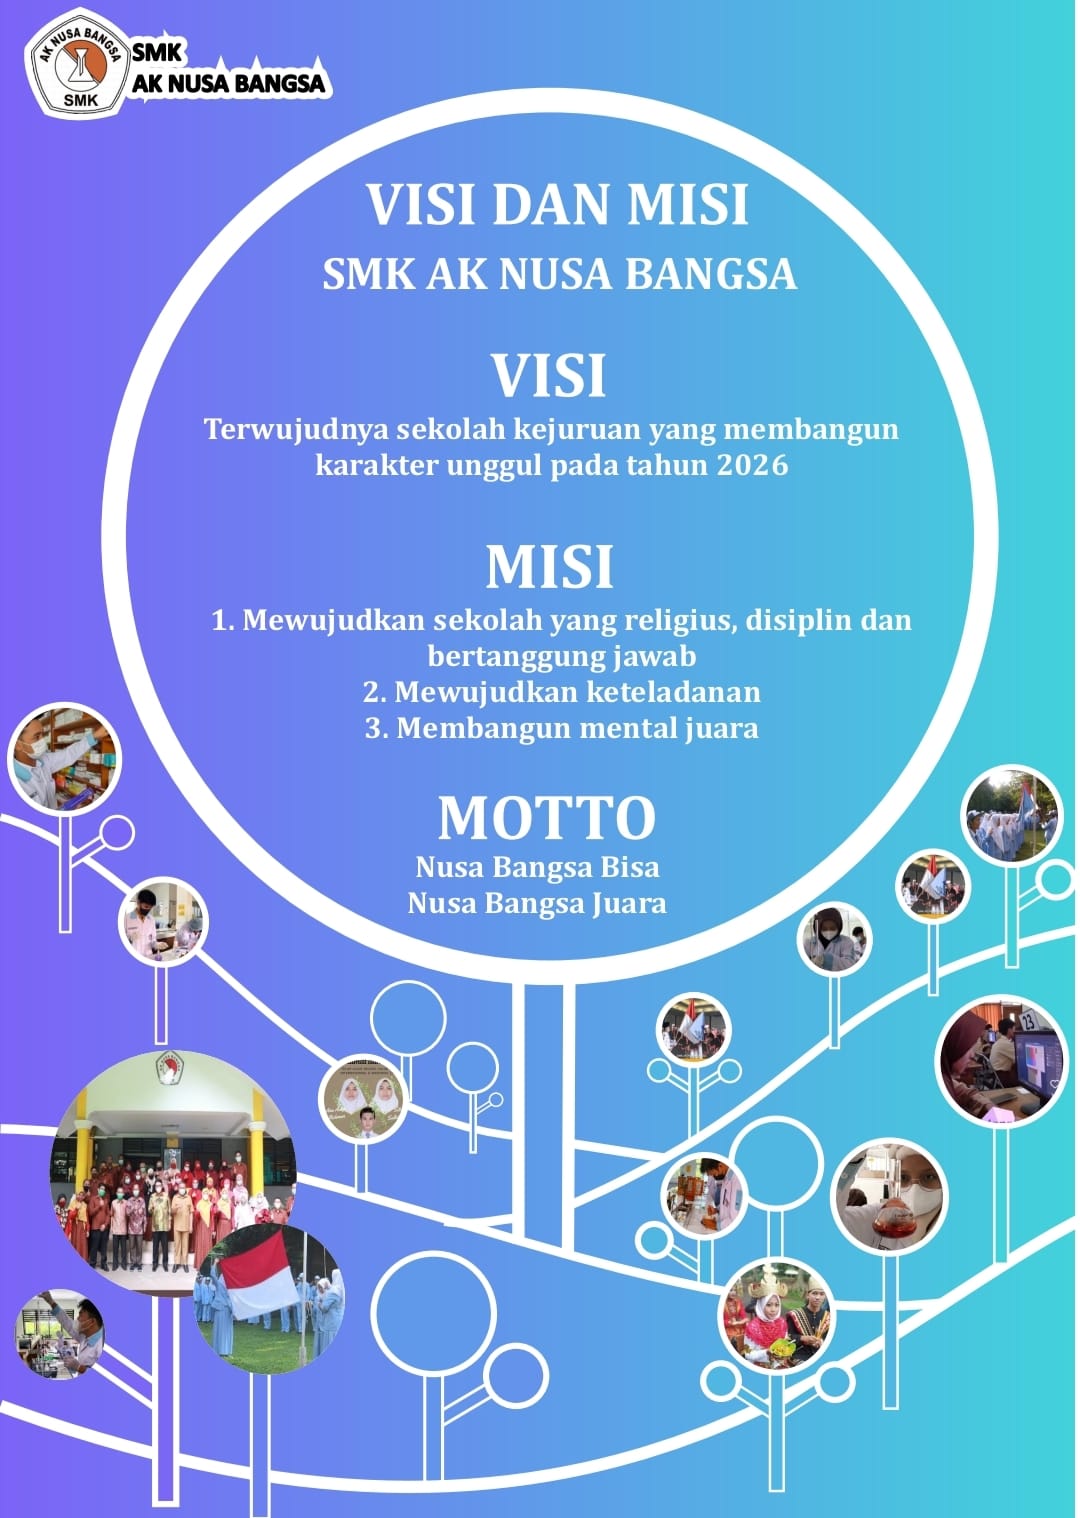 AK NUSA BANGSA
SMK
SMK
AK NUSA BANGSA
VISI DAN MISI
SMK AK NUSA BANGSA
VISI
Terwujudnya sekolah kejuruan yang membangun
karakter unggul pada tahun 2026
MISI
1. Mewujudkan sekolah yang religius, disiplin dan
bertanggung jawab
2. Mewujudkan keteladanan
3. Membangun mental juara
MOTTO
Nusa Bangsa Bisa
Nusa Bangsa Juara
23